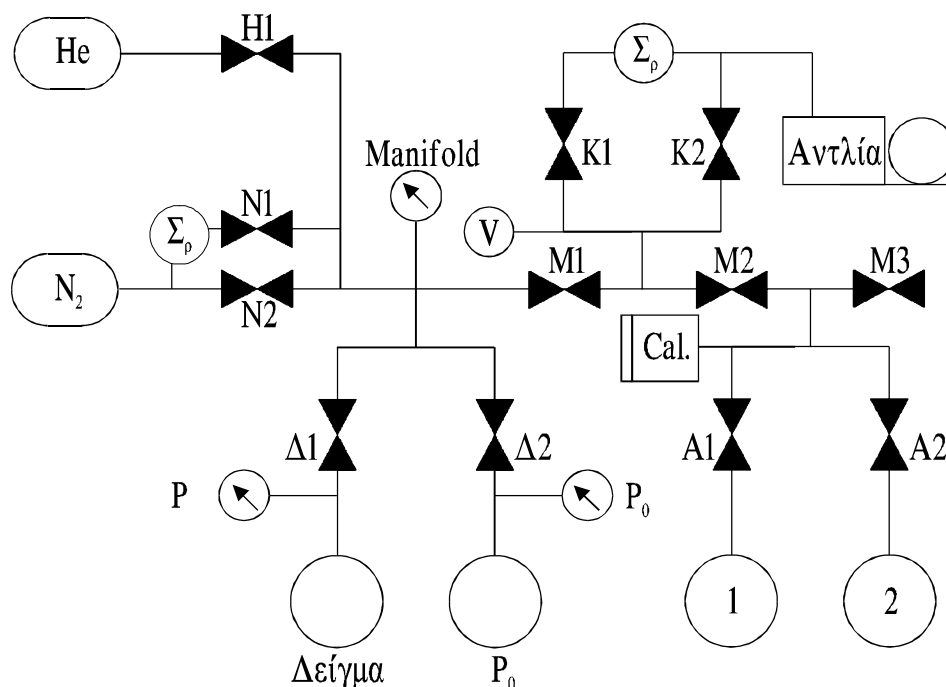 He
H1
Σρ
K1
K2
Αντλία
Manifold
N1
Σρ
V
N₂
N2
M1
M2
M3
Cal.
Δ1
Δ2
A1
A2
P
P₀
1
2
Δείγμα
P₀